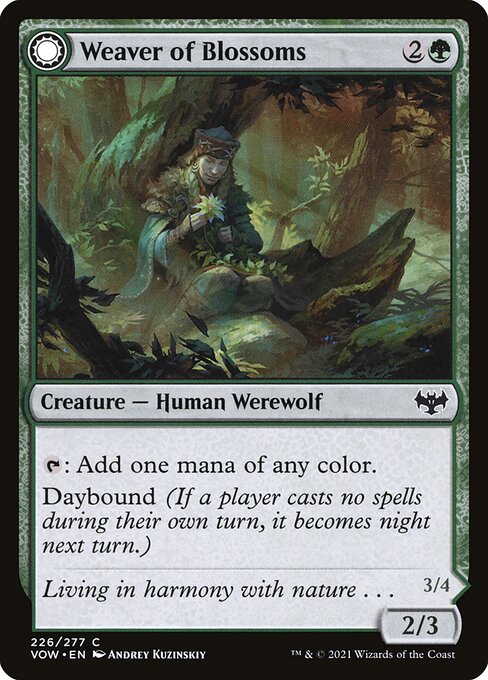 Weaver of Blossoms 2
Creature — Human Werewolf
: Add one mana of any color.
Daybound (If a player casts no spells
during their own turn, it becomes night
next turn.)
Living in harmony with nature . . .
3/4
2/3
226/277 C
VOW • EN Andrey Kuzinskiy
™ & © 2021 Wizards of the Coast